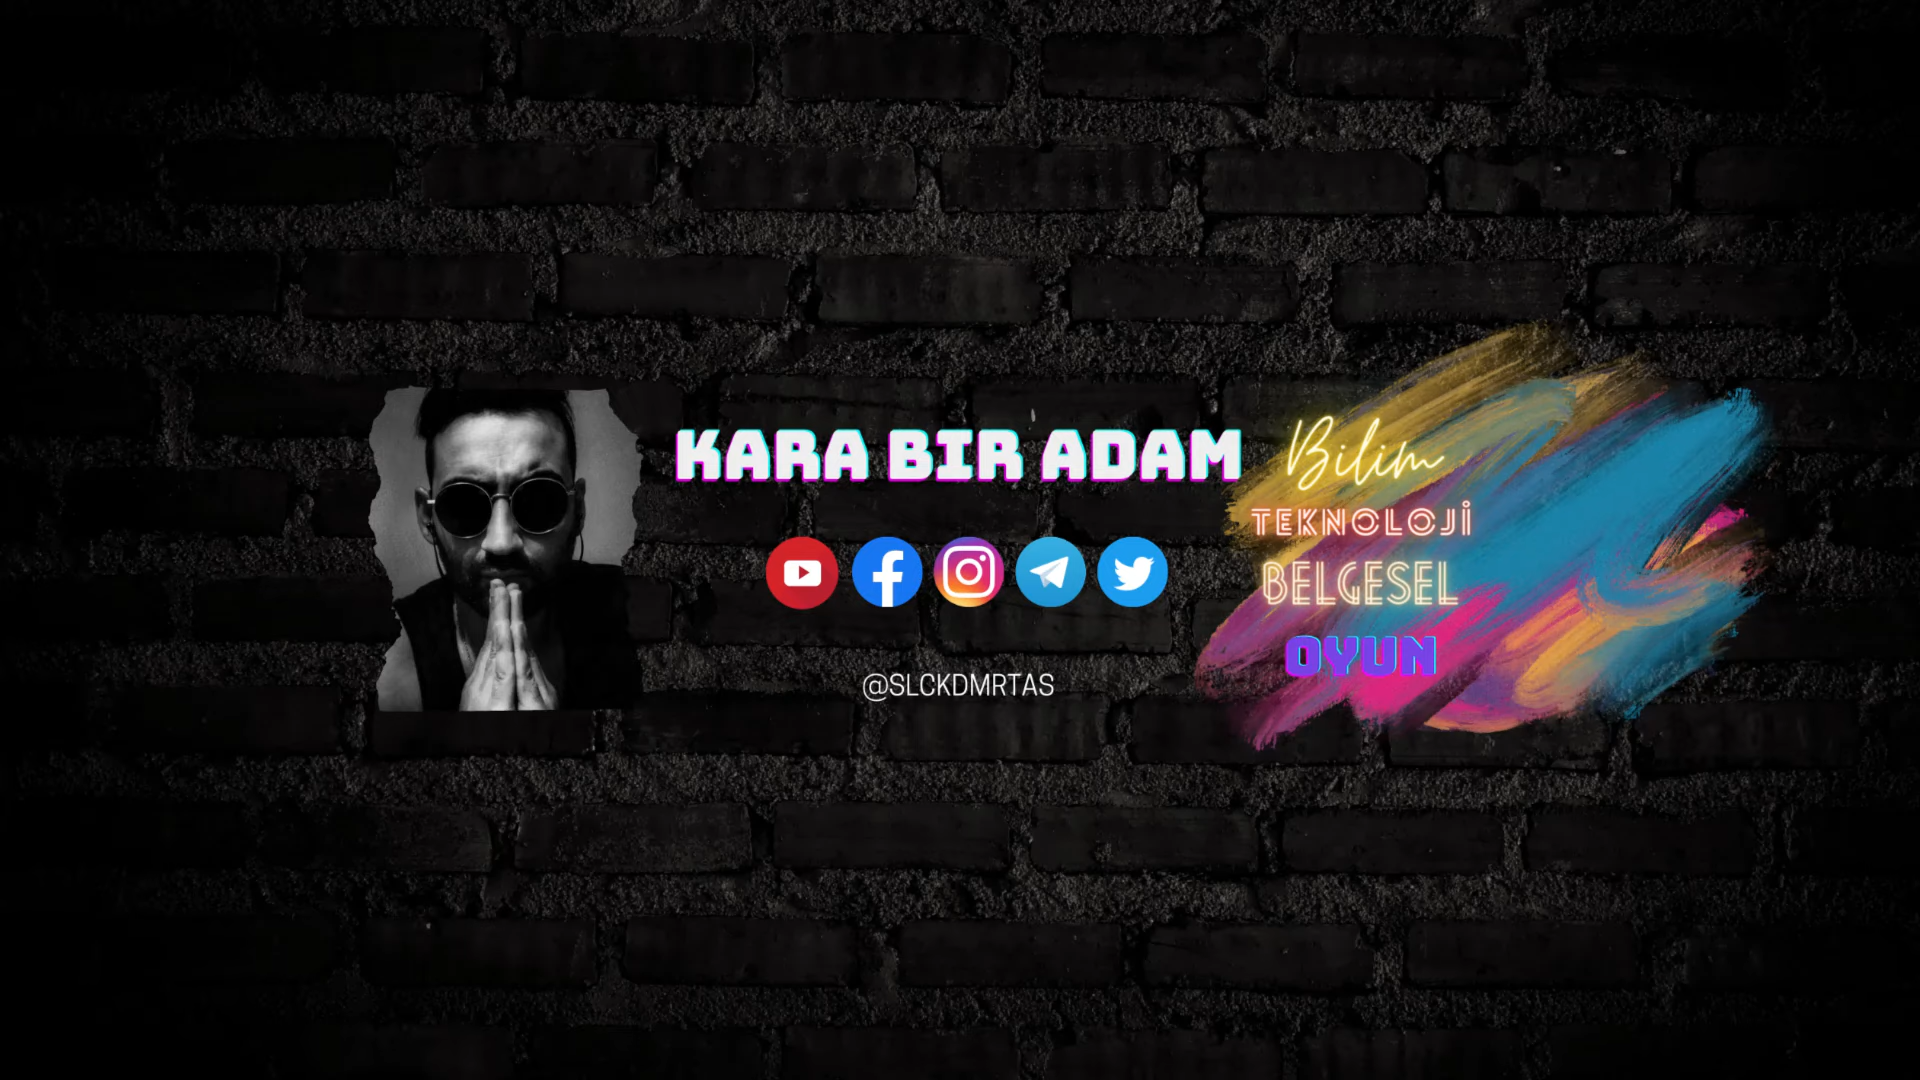 KARA BIR ADAM
@SLCKDMRTAS
Bilim
TEKNOLOJİ
BELGESEL
OYUN